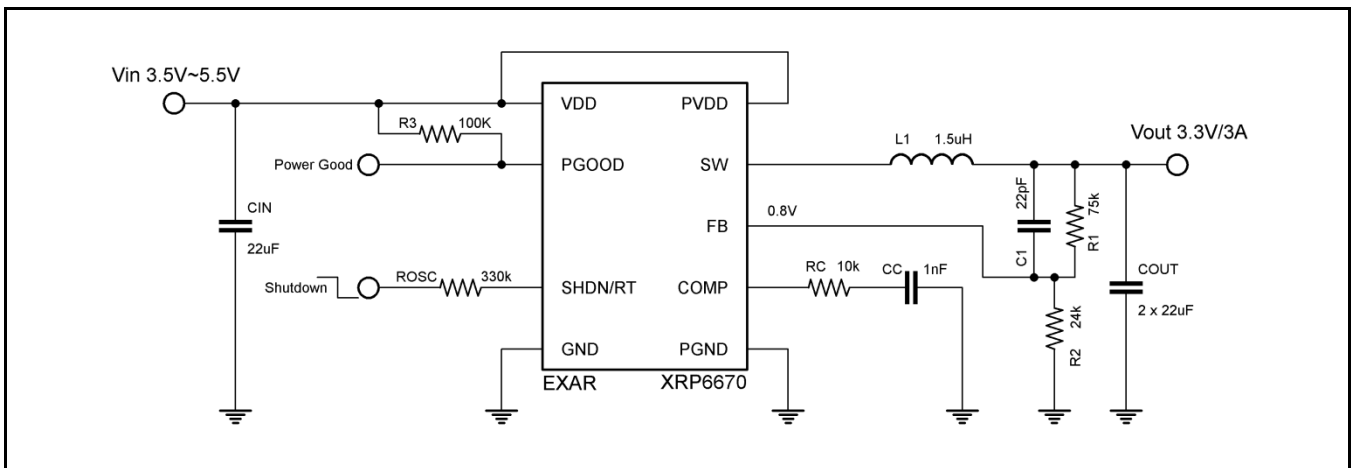 Vin 3.5V~5.5V
VDD
PVDD
R3 100K
L1 1.5uH
Vout 3.3V/3A
Power Good
PGOOD
SW
22pF
75k
CIN
FB
0.8V
C1
R1
22uF
COUT
Shutdown
ROSC 330k
SHDN/RT
COMP
RC 10k
CC 1nF
2 x 22uF
24k
R2
GND
PGND
EXAR
XRP6670